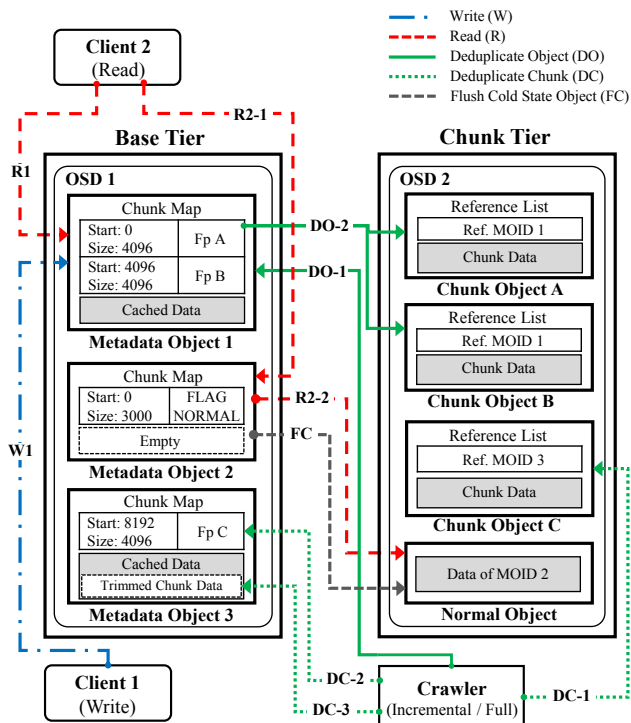 Write (W)
Read (R)
Deduplicate Object (DO)
Deduplicate Chunk (DC)
Flush Cold State Object (FC)
Client 2
(Read)
R2-1
R1
Base Tier
OSD 1
Chunk Map
Start: 0
Size: 4096
Fp A
Start: 4096
Size: 4096
Fp B
Cached Data
Metadata Object 1
Chunk Map
Start: 0
Size: 3000
FLAG
NORMAL
Empty
Metadata Object 2
Chunk Map
Start: 8192
Size: 4096
Fp C
Cached Data
Trimmed Chunk Data
Metadata Object 3
W1
DO-2
DO-1
R2-2
FC
Chunk Tier
OSD 2
Reference List
Ref. MOID 1
Chunk Data
Chunk Object A
Reference List
Ref. MOID 1
Chunk Data
Chunk Object B
Reference List
Ref. MOID 3
Chunk Data
Chunk Object C
Data of MOID 2
Normal Object
Client 1
(Write)
DC-2
DC-3
Crawler
(Incremental / Full)
DC-1